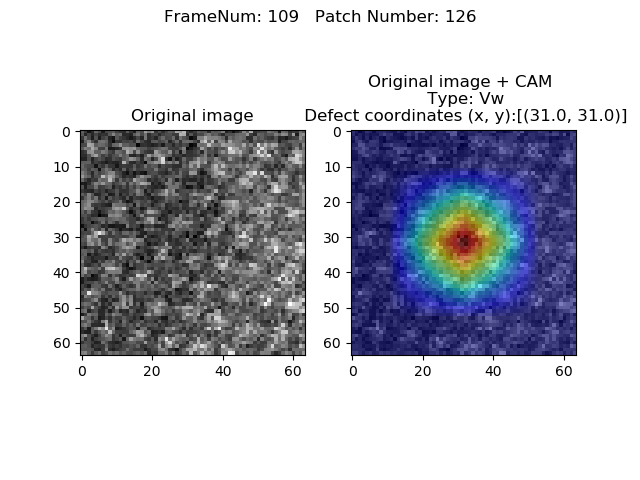 FrameNum: 109   Patch Number: 126
Original image
Original image + CAM
Type: Vw
Defect coordinates (x, y):[(31.0, 31.0)]
0
10
20
30
40
50
60
0 20 40 60
0
10
20
30
40
50
60
0 20 40 60